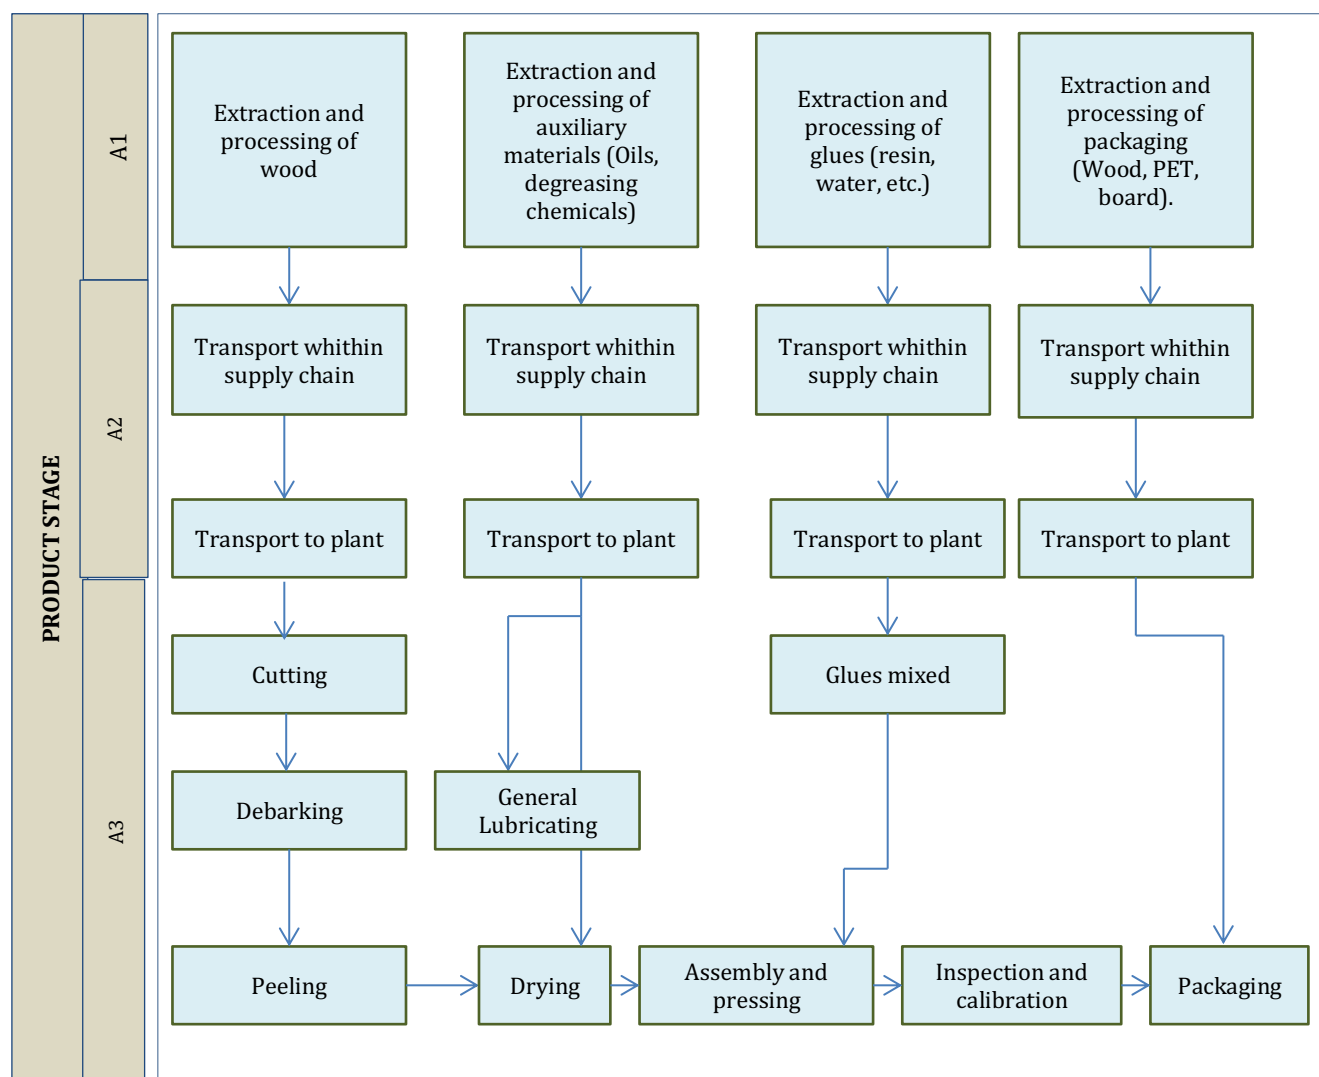 PRODUCT STAGE
A1
Extraction and
processing of
wood
Extraction and
processing of
auxiliary
materials (Oils,
degreasing
chemicals)
Extraction and
processing of
glues (resin,
water, etc.)
Extraction and
processing of
packaging
(Wood, PET,
board).
A2
Transport whithin
supply chain
Transport whithin
supply chain
Transport whithin
supply chain
Transport whithin
supply chain
Transport to plant
Transport to plant
Transport to plant
Transport to plant
A3
Cutting
Glues mixed
Debarking
General
Lubricating
Peeling
Drying
Assembly and
pressing
Inspection and
calibration
Packaging